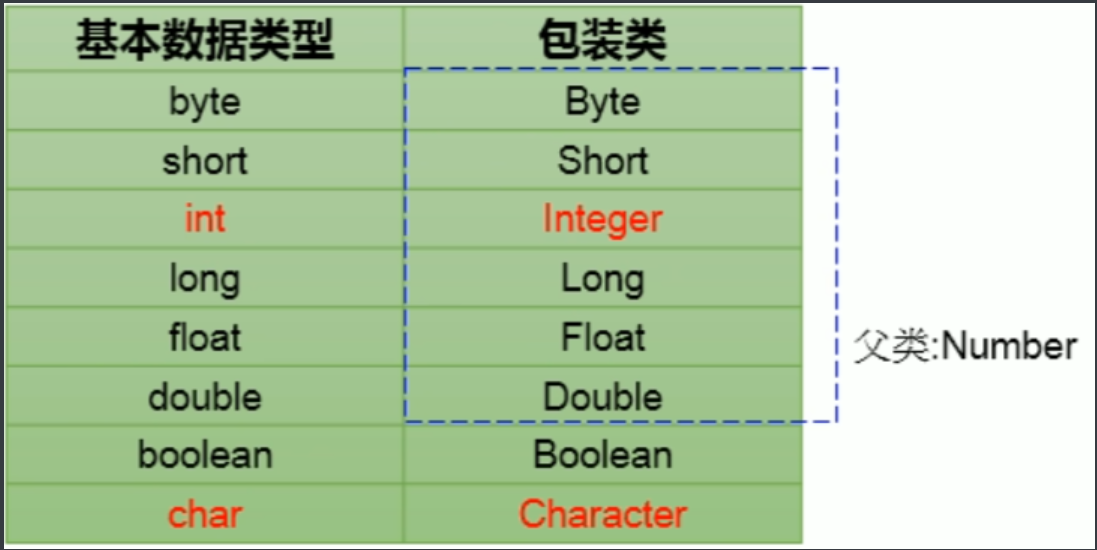 基本数据类型 包装类
byte Byte
short Short
int Integer
long Long
float Float
父类:Number
double Double
boolean Boolean
char Character